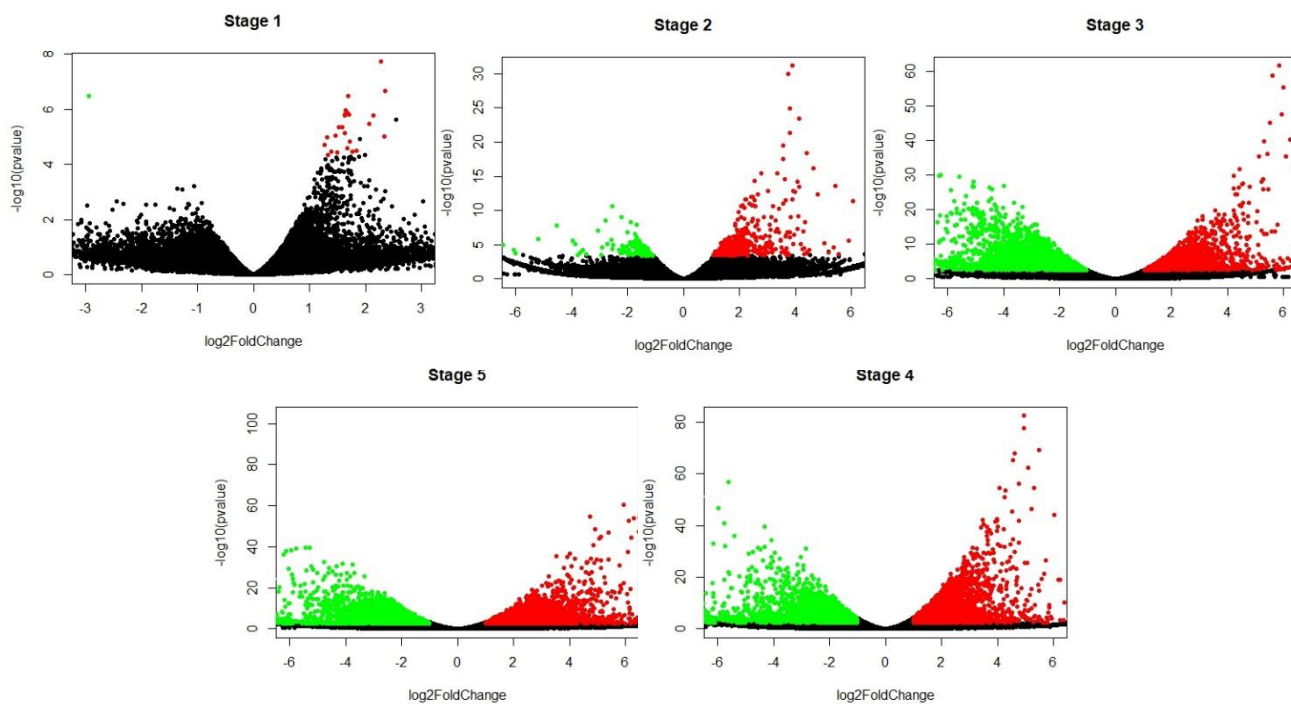 Stage 1
8
6
4
2
0
-log10(pvalue)
-3 -2 -1 0 1 2 3
log2FoldChange
Stage 2
30
25
20
15
10
5
0
-log10(pvalue)
-6 -4 -2 0 2 4 6
log2FoldChange
Stage 3
60
50
40
30
20
10
0
-log10(pvalue)
-6 -4 -2 0 2 4 6
log2FoldChange
Stage 5
100
80
60
40
20
0
-log10(pvalue)
-6 -4 -2 0 2 4 6
log2FoldChange
Stage 4
80
60
40
20
0
-log10(pvalue)
-6 -4 -2 0 2 4 6
log2FoldChange